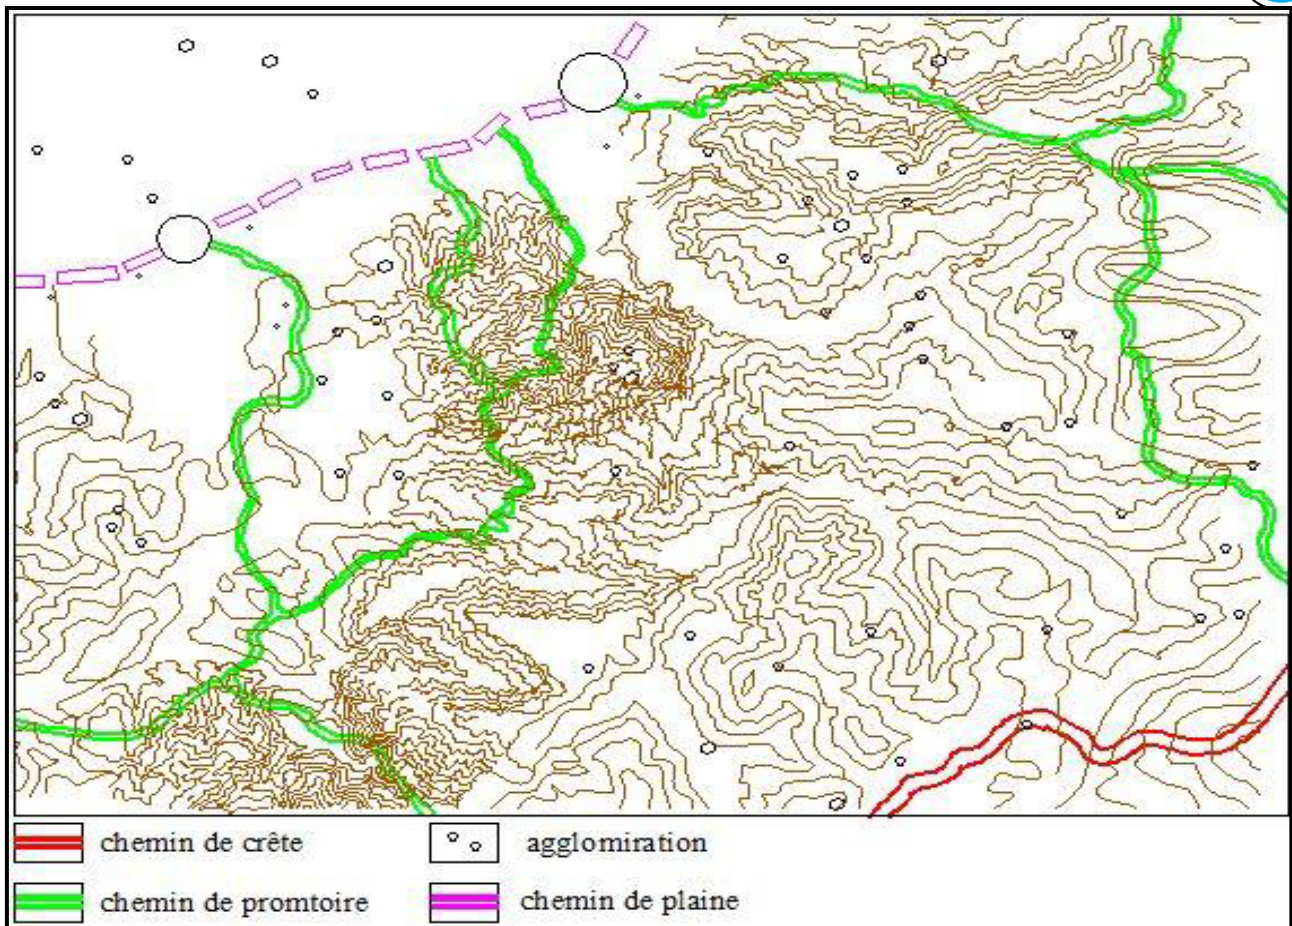 chemin de crête
agglomiration
chemin de promtoire
chemin de plaine